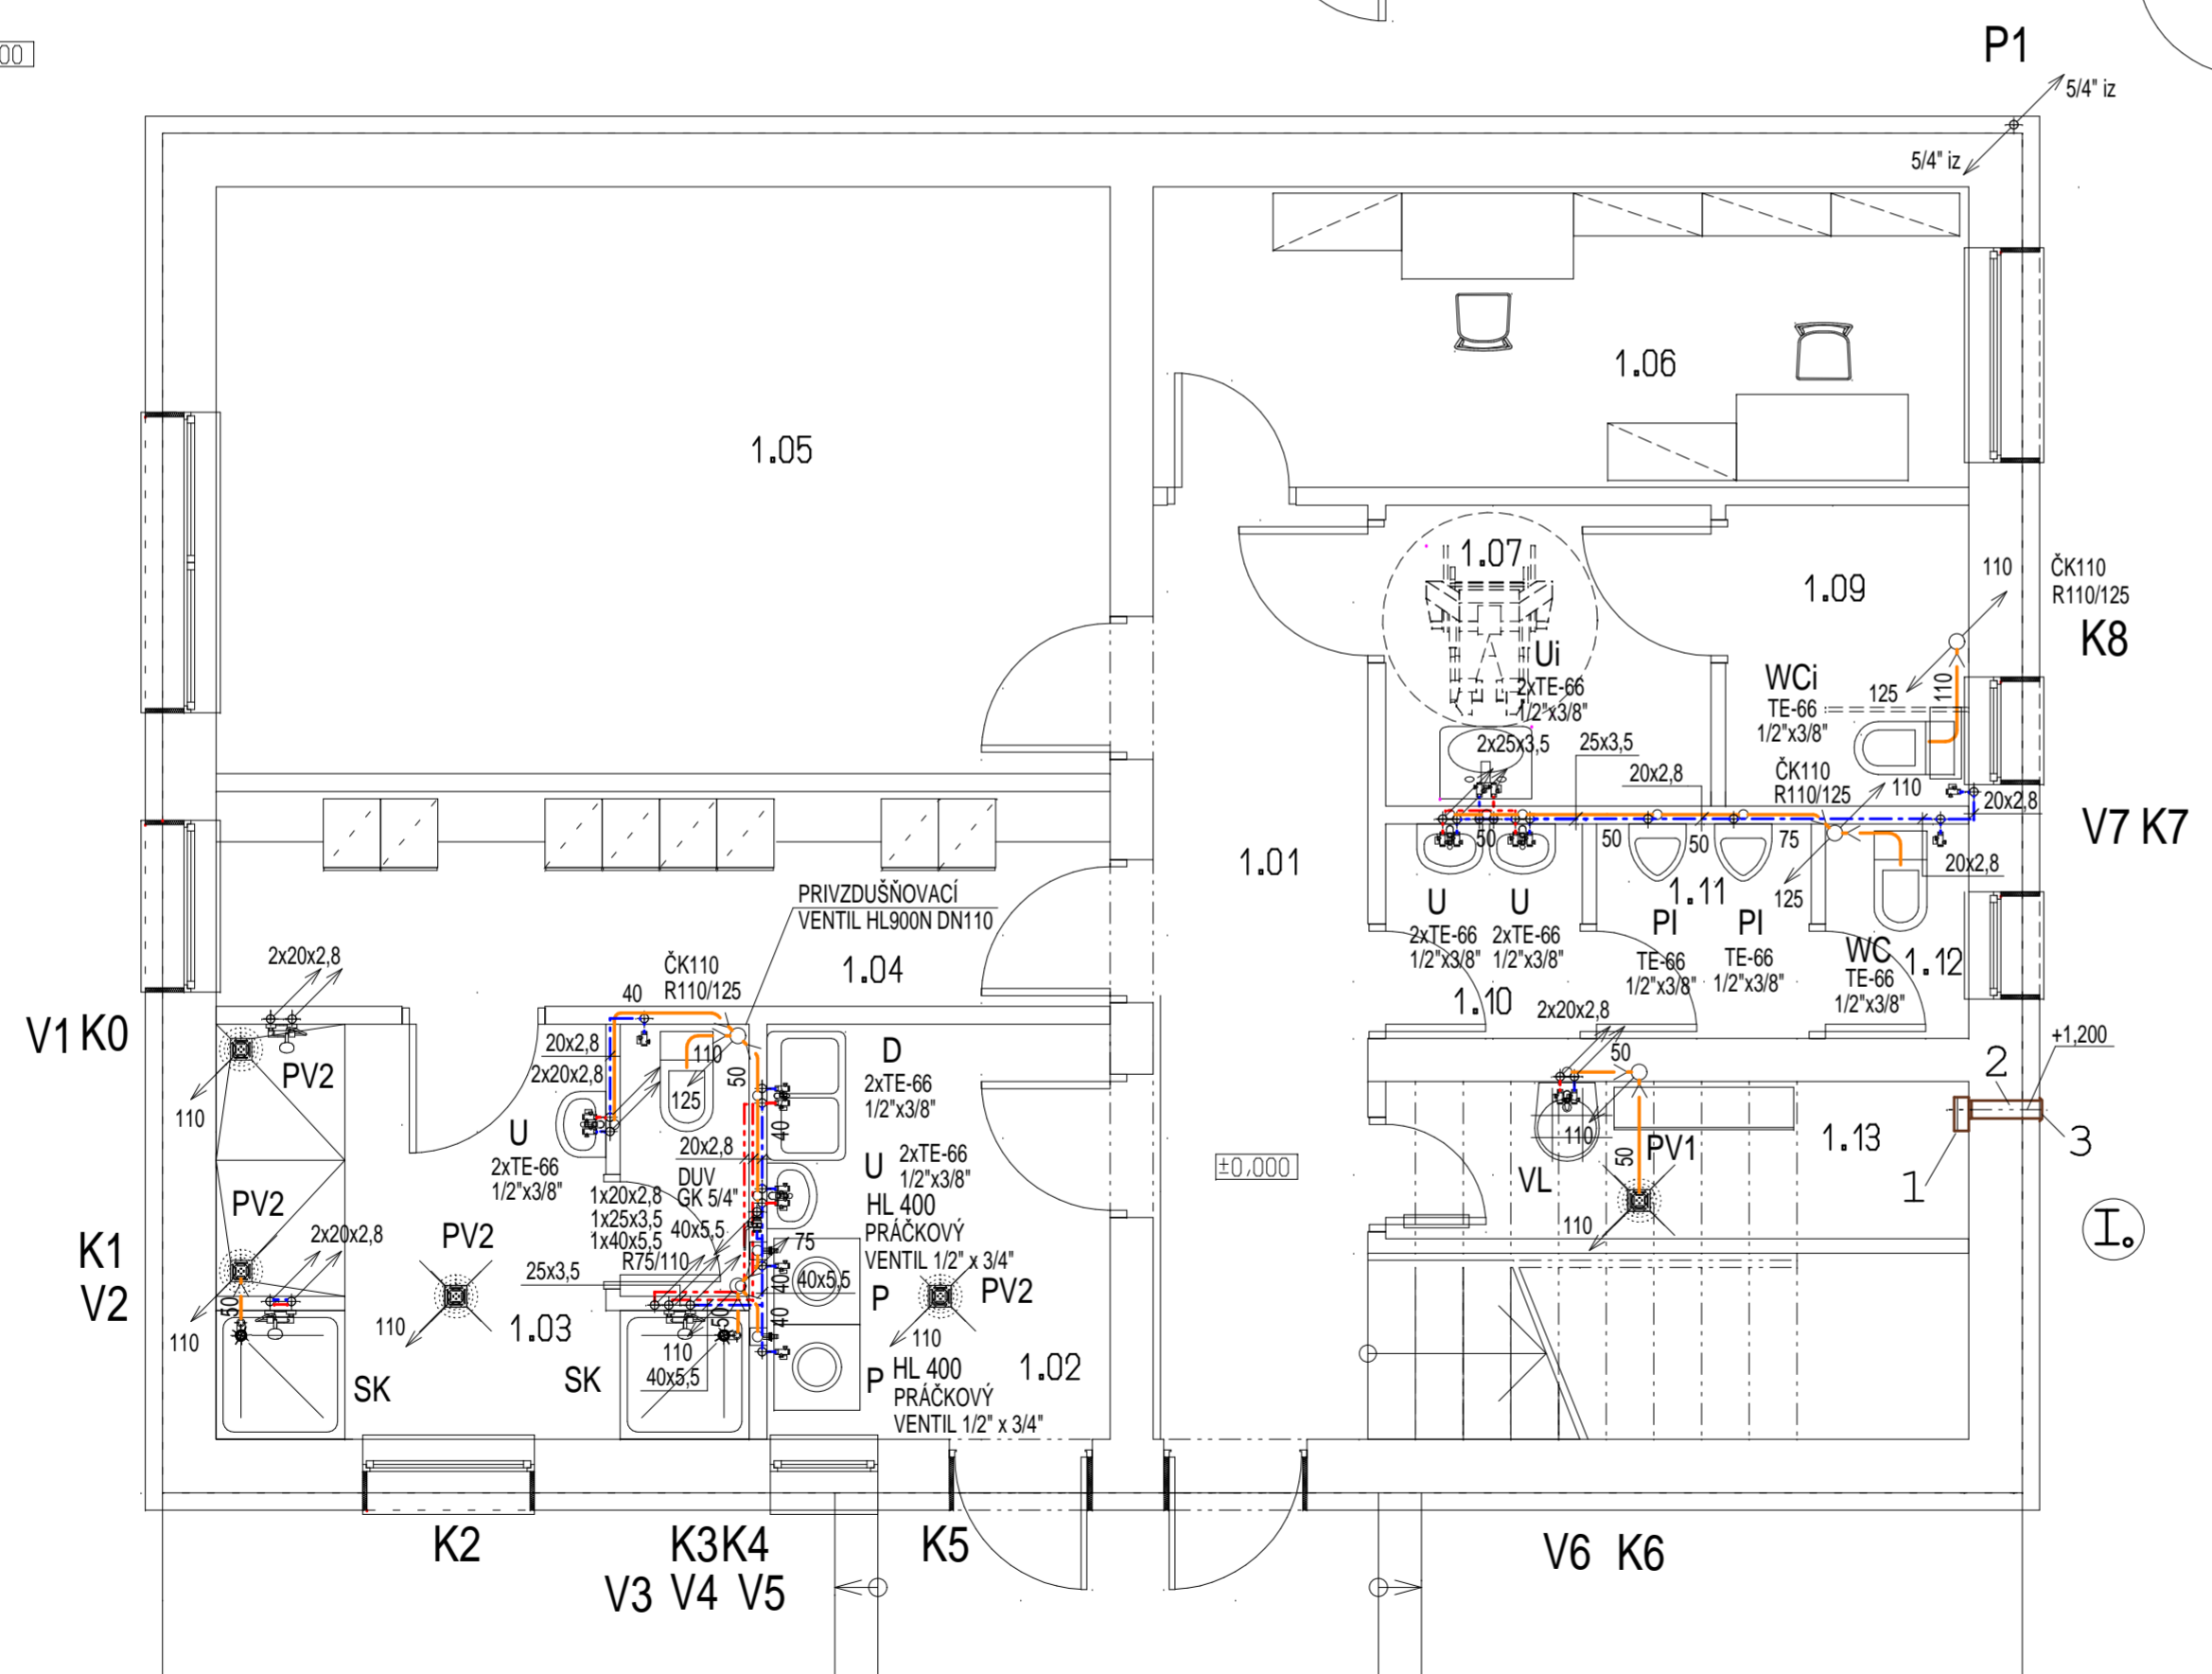 P1
5/4" iz
5/4" iz
00
1.05
1.06
1.07
Ui
2xTE-66
1/2"x3/8"
2x25x3,5
25x3,5
20x2,8
1.09
WCi
TE-66
1/2"x3/8"
125
110
110
ČK110
R110/125
K8
ČK110
R110/125
110
20x2,8
V7 K7
1.01
50
50
50
75
125
20x2,8
U
2xTE-66
1/2"x3/8"
U
2xTE-66
1/2"x3/8"
1.11
PI
TE-66
1/2"x3/8"
PI
TE-66
1/2"x3/8"
WC
TE-66
1/2"x3/8"
1.12
1.10
2x20x2,8
50
110
VL
50
PV1
110
1.13
+1,200
2
3
1
I.
±0,000
PRIVZDUŠŇOVACÍ
VENTIL HL900N DN110
1.04
2x20x2,8
V1 K0
PV2
110
40
ČK110
R110/125
20x2,8
2x20x2,8
110
50
125
U
2xTE-66
1/2"x3/8"
D
2xTE-66
1/2"x3/8"
40
20x2,8
DUV
GK 5/4"
1x20x2,8
1x25x3,5
1x40x5,5
R75/110
40x5,5
75
U
2xTE-66
1/2"x3/8"
HL 400
PRÁČKOVÝ
VENTIL 1/2" x 3/4"
PV2
2x20x2,8
K1
V2
50
110
PV2
110
25x3,5
1.03
SK
SK
50
110
40x5,5
40
40
40x5,5
P
PV2
110
P
HL 400
PRÁČKOVÝ
VENTIL 1/2" x 3/4"
1.02
K2
K3 K4
K5
V3 V4 V5
V6 K6